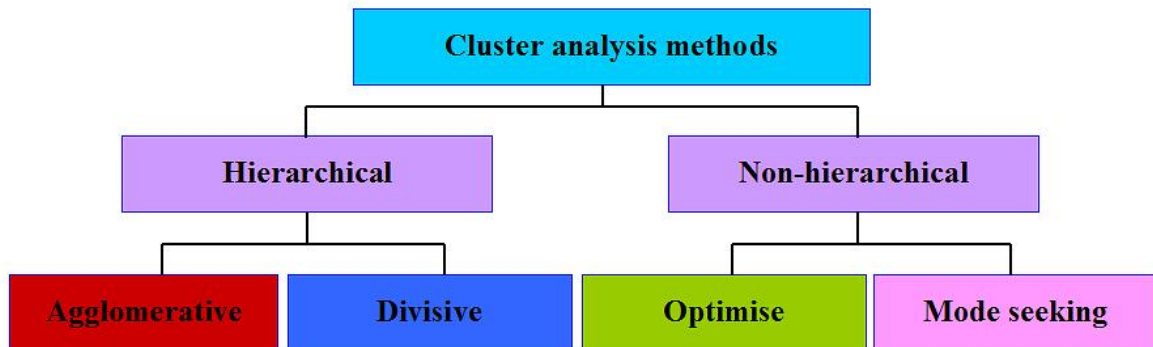 Cluster analysis methods
Hierarchical
Non-hierarchical
Agglomerative
Divisive
Optimise
Mode seeking